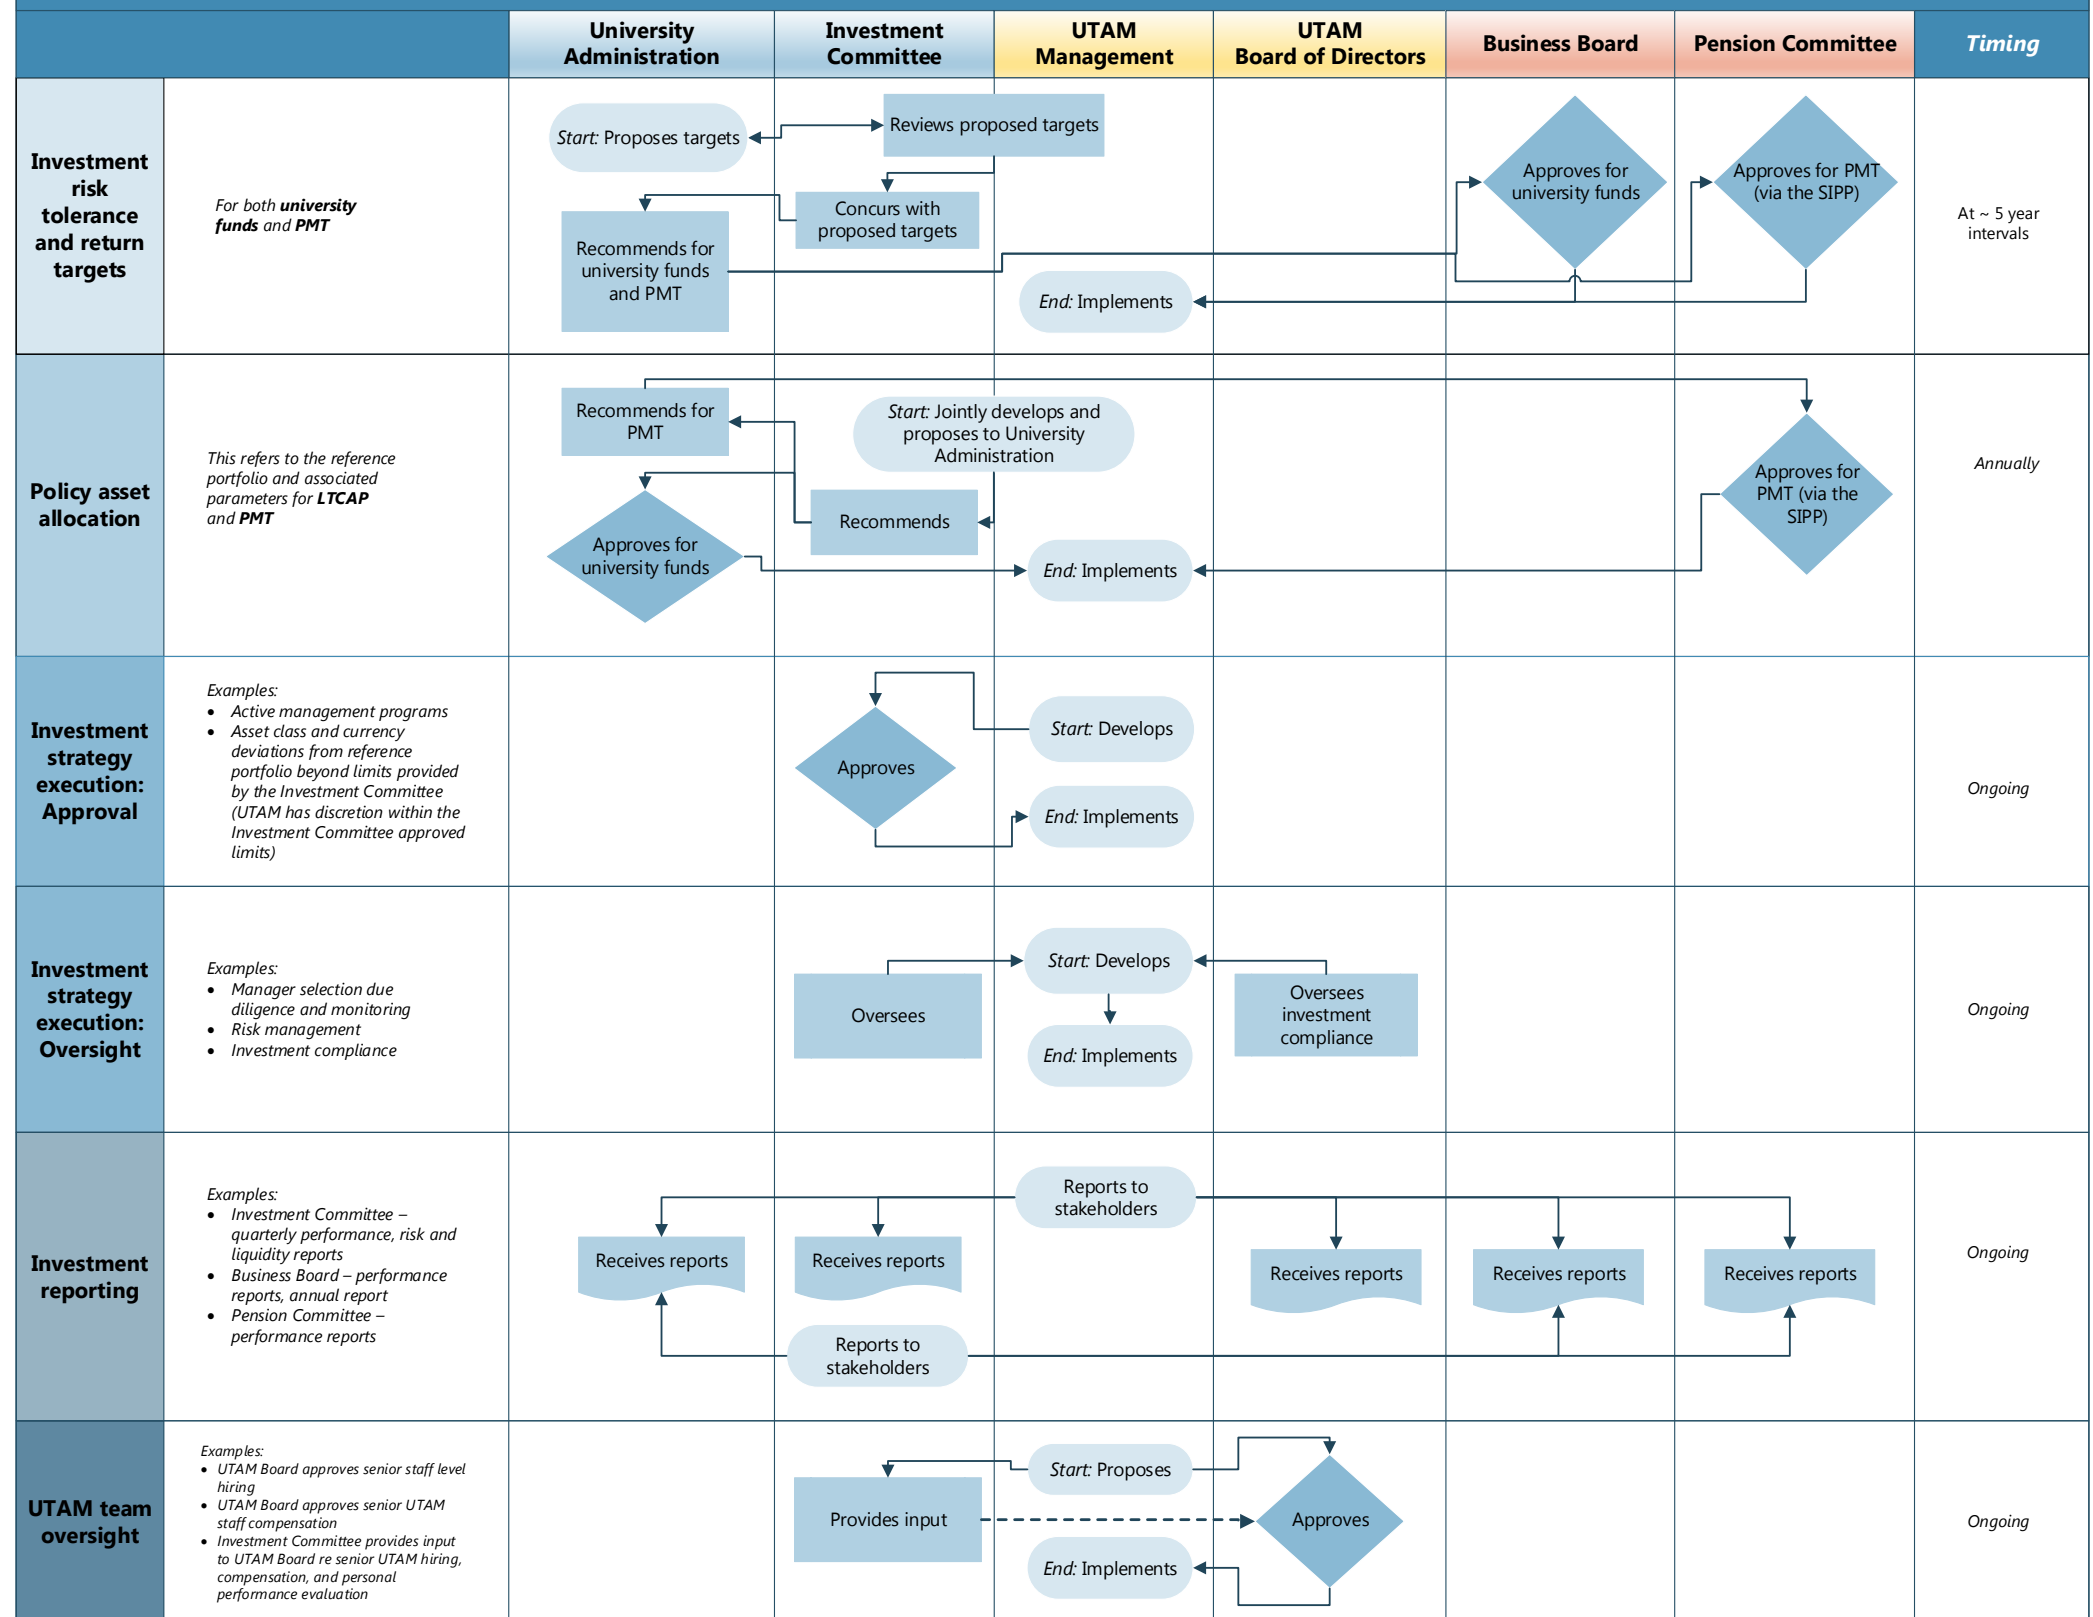 University
Administration
Investment
Committee
UTAM
Management
UTAM
Board of Directors
Business Board
Pension Committee
Timing
Investment
risk
tolerance
and return
targets
For both university
funds and PMT
Start: Proposes targets
Reviews proposed targets
Concurs with
proposed targets
Recommends for
university funds
and PMT
End: Implements
Approves for
university funds
Approves for PMT
(via the SIPP)
At ~ 5 year
intervals
Policy asset
allocation
This refers to the reference
portfolio and associated
parameters for LTCAP
and PMT
Recommends for
PMT
Start: Jointly develops and
proposes to University
Administration
Recommends
Approves for
university funds
End: Implements
Approves for
PMT (via the
SIPP)
Annually
Investment
strategy
execution:
Approval
Examples:
• Active management programs
• Asset class and currency
deviations from reference
portfolio beyond limits provided
by the Investment Committee
(UTAM has discretion within the
Investment Committee approved
limits)
Approves
Start: Develops
End: Implements
Ongoing
Investment
strategy
execution:
Oversight
Examples:
• Manager selection due
diligence and monitoring
• Risk management
• Investment compliance
Oversees
Start: Develops
End: Implements
Oversees
investment
compliance
Ongoing
Investment
reporting
Examples:
• Investment Committee –
quarterly performance, risk and
liquidity reports
• Business Board – performance
reports, annual report
• Pension Committee –
performance reports
Reports to
stakeholders
Receives reports
Receives reports
Receives reports
Receives reports
Receives reports
Reports to
stakeholders
Ongoing
UTAM team
oversight
Examples:
• UTAM Board approves senior staff level
hiring
• UTAM Board approves senior UTAM
staff compensation
• Investment Committee provides input
to UTAM Board re senior UTAM hiring,
compensation, and personal
performance evaluation
Start: Proposes
Provides input
Approves
End: Implements
Ongoing